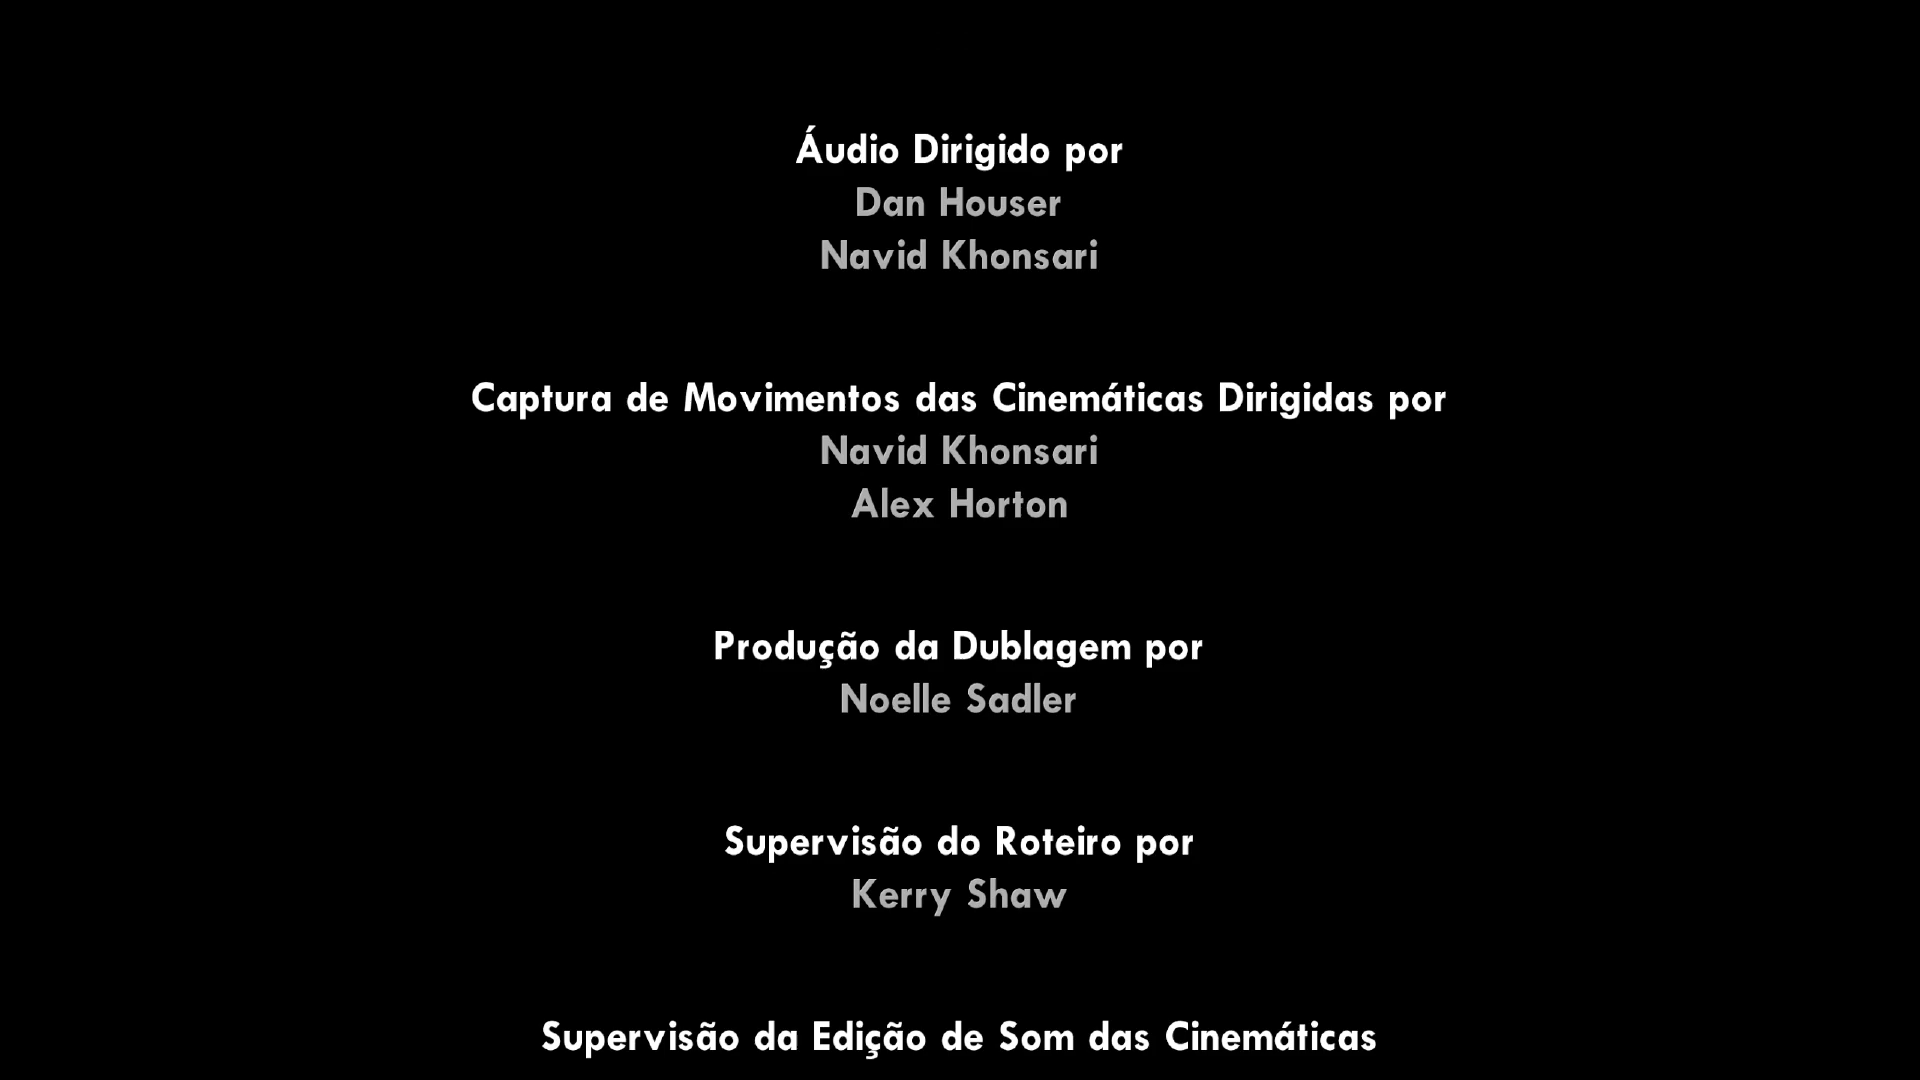 Áudio Dirigido por
Dan Houser
Navid Khonsari
Captura de Movimentos das Cinemáticas Dirigidas por
Navid Khonsari
Alex Horton
Produção da Dublagem por
Noelle Sadler
Supervisão do Roteiro por
Kerry Shaw
Supervisão da Edição de Som das Cinemáticas